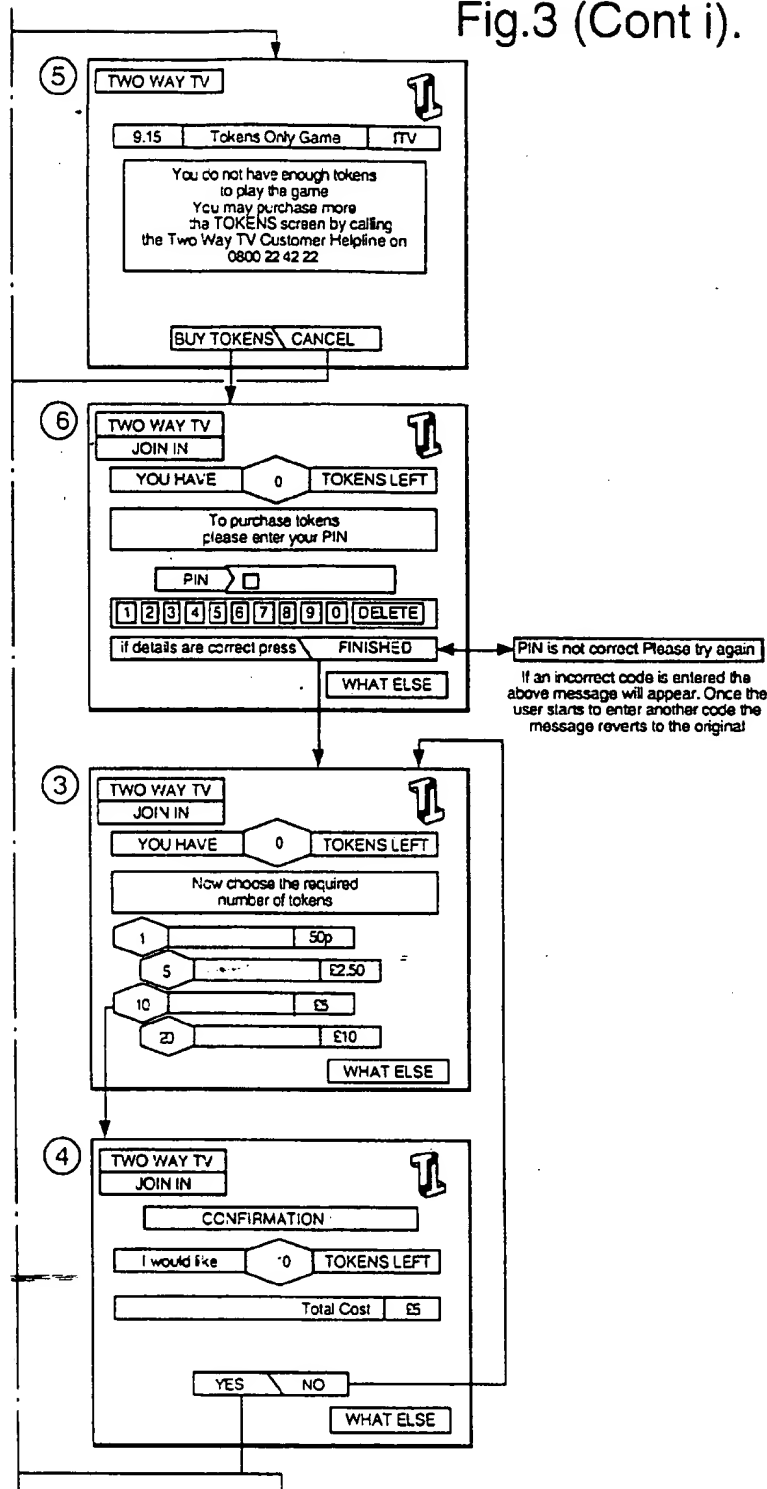 Fig.3 (Cont i).
5
TWO WAY TV
9.15 Tokens Only Game ITV
You do not have enough tokens
to play the game
You may purchase more
the TOKENS screen by calling
the Two Way TV Customer Helpline on
0800 22 42 22
BUY TOKENS CANCEL
6
TWO WAY TV
JOIN IN
YOU HAVE 0 TOKENS LEFT
To purchase tokens
please enter your PIN
PIN
1 2 3 4 5 6 7 8 9 0 DELETE
if details are correct press FINISHED
WHAT ELSE
PIN is not correct Please try again
If an incorrect code is entered the
above message will appear. Once the
user starts to enter another code the
message reverts to the original
3
TWO WAY TV
JOIN IN
YOU HAVE 0 TOKENS LEFT
Now choose the required
number of tokens
1 50p
5 £2.50
10 £5
20 £10
WHAT ELSE
4
TWO WAY TV
JOIN IN
CONFIRMATION
I would like 10 TOKENS LEFT
Total Cost £5
YES NO
WHAT ELSE